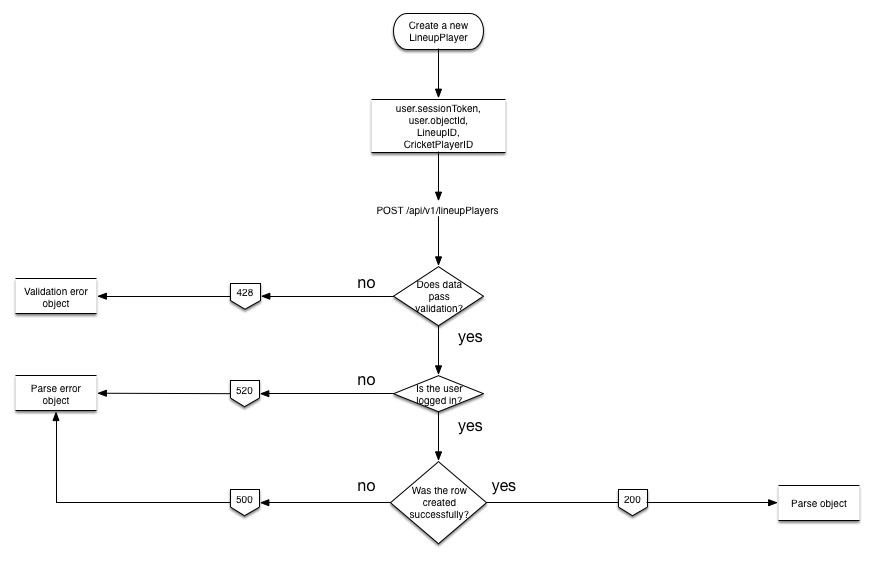 Create a new
LineupPlayer
user.sessionToken,
user.objectId,
LineupID,
CricketPlayerID
POST /api/v1/lineupPlayers
Does data
pass
validation?
no
428
Validation eror
object
yes
Is the user
logged in?
no
520
Parse error
object
yes
Was the row
created
successfully?
no
500
yes
200
Parse object